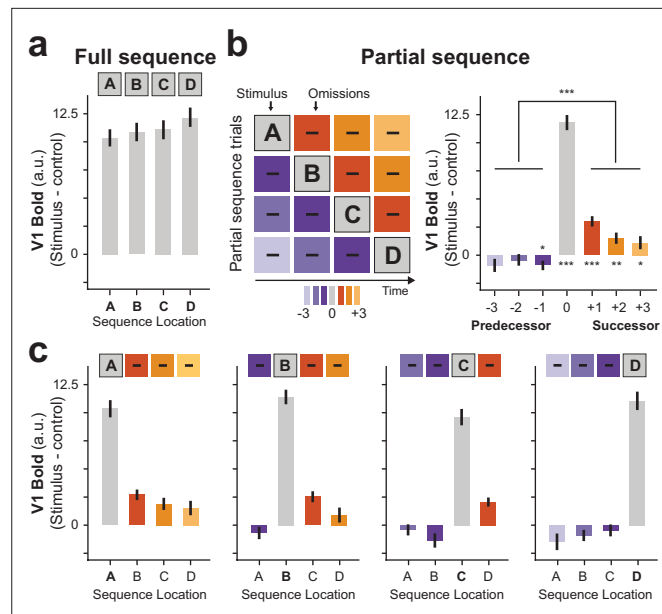 a
Full sequence
A B C D
V1 Bold (a.u.)
(Stimulus - control)
12.5
0
A B C D
Sequence Location
b
Partial sequence
Stimulus Omissions
Partial sequence trials
A – – –
– B – –
– – C –
– – – D
Time
-3 0 +3
V1 Bold (a.u.)
(Stimulus - control)
12.5
0
***
*
*** *** ** *
-3 -2 -1 0 +1 +2 +3
Predecessor Successor
c
A – – –
– B – –
– – C –
– – – D
V1 Bold (a.u.)
(Stimulus - control)
12.5
0
A B C D
Sequence Location
A B C D
Sequence Location
A B C D
Sequence Location
A B C D
Sequence Location